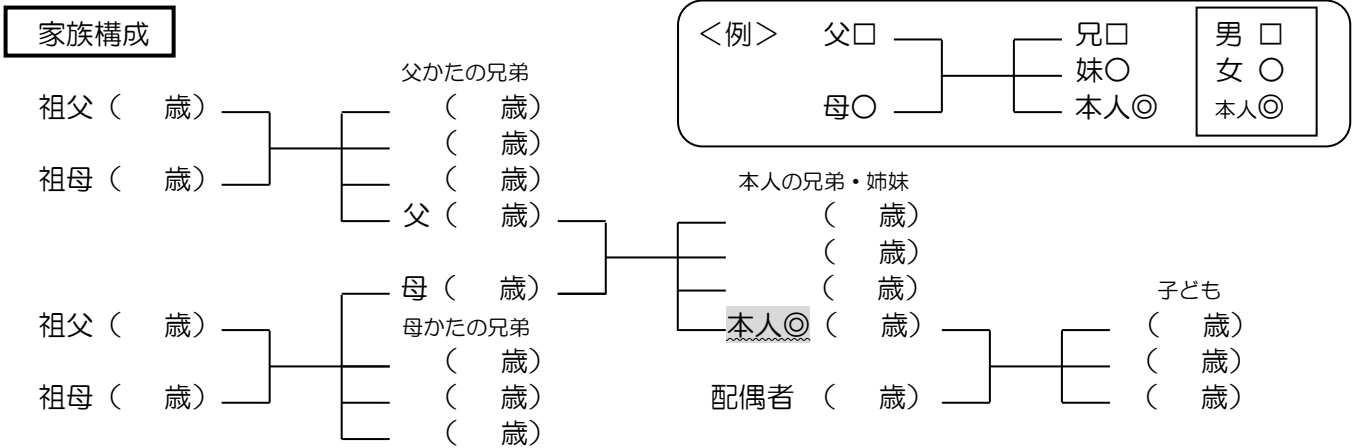 家族構成
＜例＞ 父□ 兄□ 男 □
妹○ 女 ○
母○ 本人◎ 本人◎
父かたの兄弟
祖父（　歳） （　歳）
（　歳）
祖母（　歳） （　歳）
父（　歳）
本人の兄弟・姉妹
（　歳）
（　歳）
母（　歳） （　歳）
子ども
祖父（　歳） 母かたの兄弟 本人◎（　歳） （　歳）
（　歳） （　歳）
祖母（　歳） （　歳） 配偶者（　歳） （　歳）
（　歳）